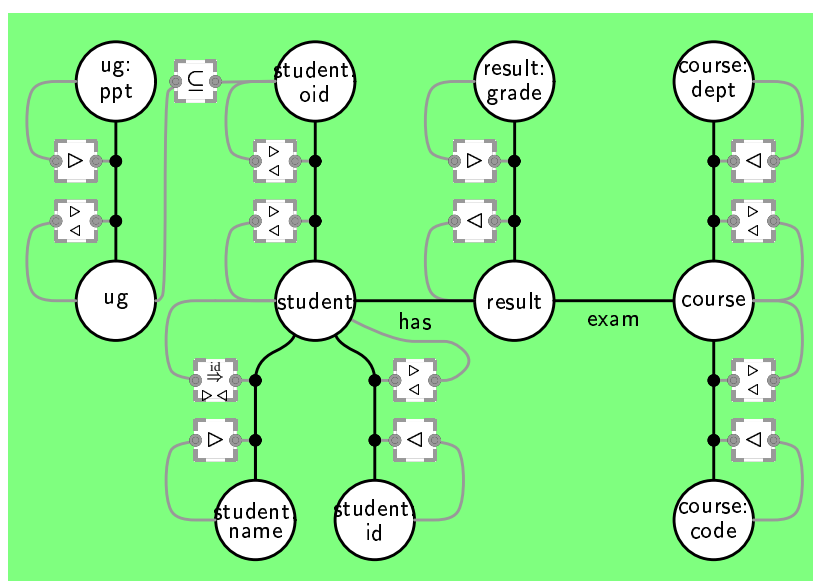 ug:
ppt
⊆
student:
oid
result:
grade
course:
dept
▷
▷
◁
▷
◁
▷
◁
▷
◁
◁
▷
◁
ug
student
has
result
exam
course
id
⇒
▷ ◁
▷
◁
▷
◁
▷
◁
◁
student:
name
student:
id
course:
code